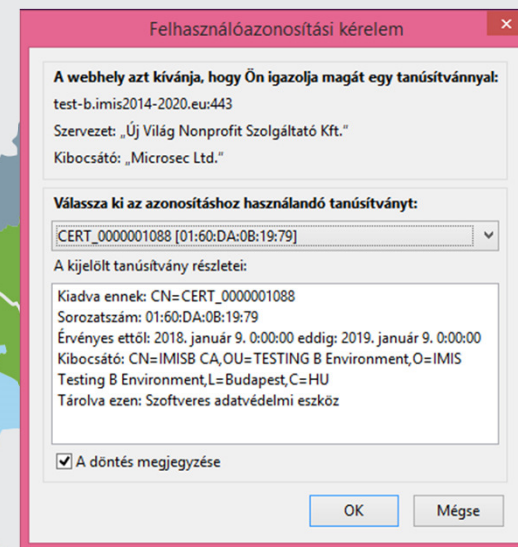 Felhasználóazonosítási kérelem
A webhely azt kívánja, hogy Ön igazolja magát egy tanúsítvánnyal:
test-b.imis2014-2020.eu:443
Szervezet: „Új Világ Nonprofit Szolgáltató Kft.”
Kibocsátó: „Microsec Ltd.”
Válassza ki az azonosításhoz használandó tanúsítványt:
CERT_0000001088 [01:60:DA:0B:19:79]
A kijelölt tanúsítvány részletei:
Kiadva ennek: CN=CERT_0000001088
Sorozatszám: 01:60:DA:0B:19:79
Érvényes ettől: 2018. január 9. 0:00:00 eddig: 2019. január 9. 0:00:00
Kibocsátó: CN=IMISB CA,OU=TESTING B Environment,O=IMIS
Testing B Environment,L=Budapest,C=HU
Tárolva ezen: Szoftveres adatvédelmi eszköz
A döntés megjegyzése
OK Mégse